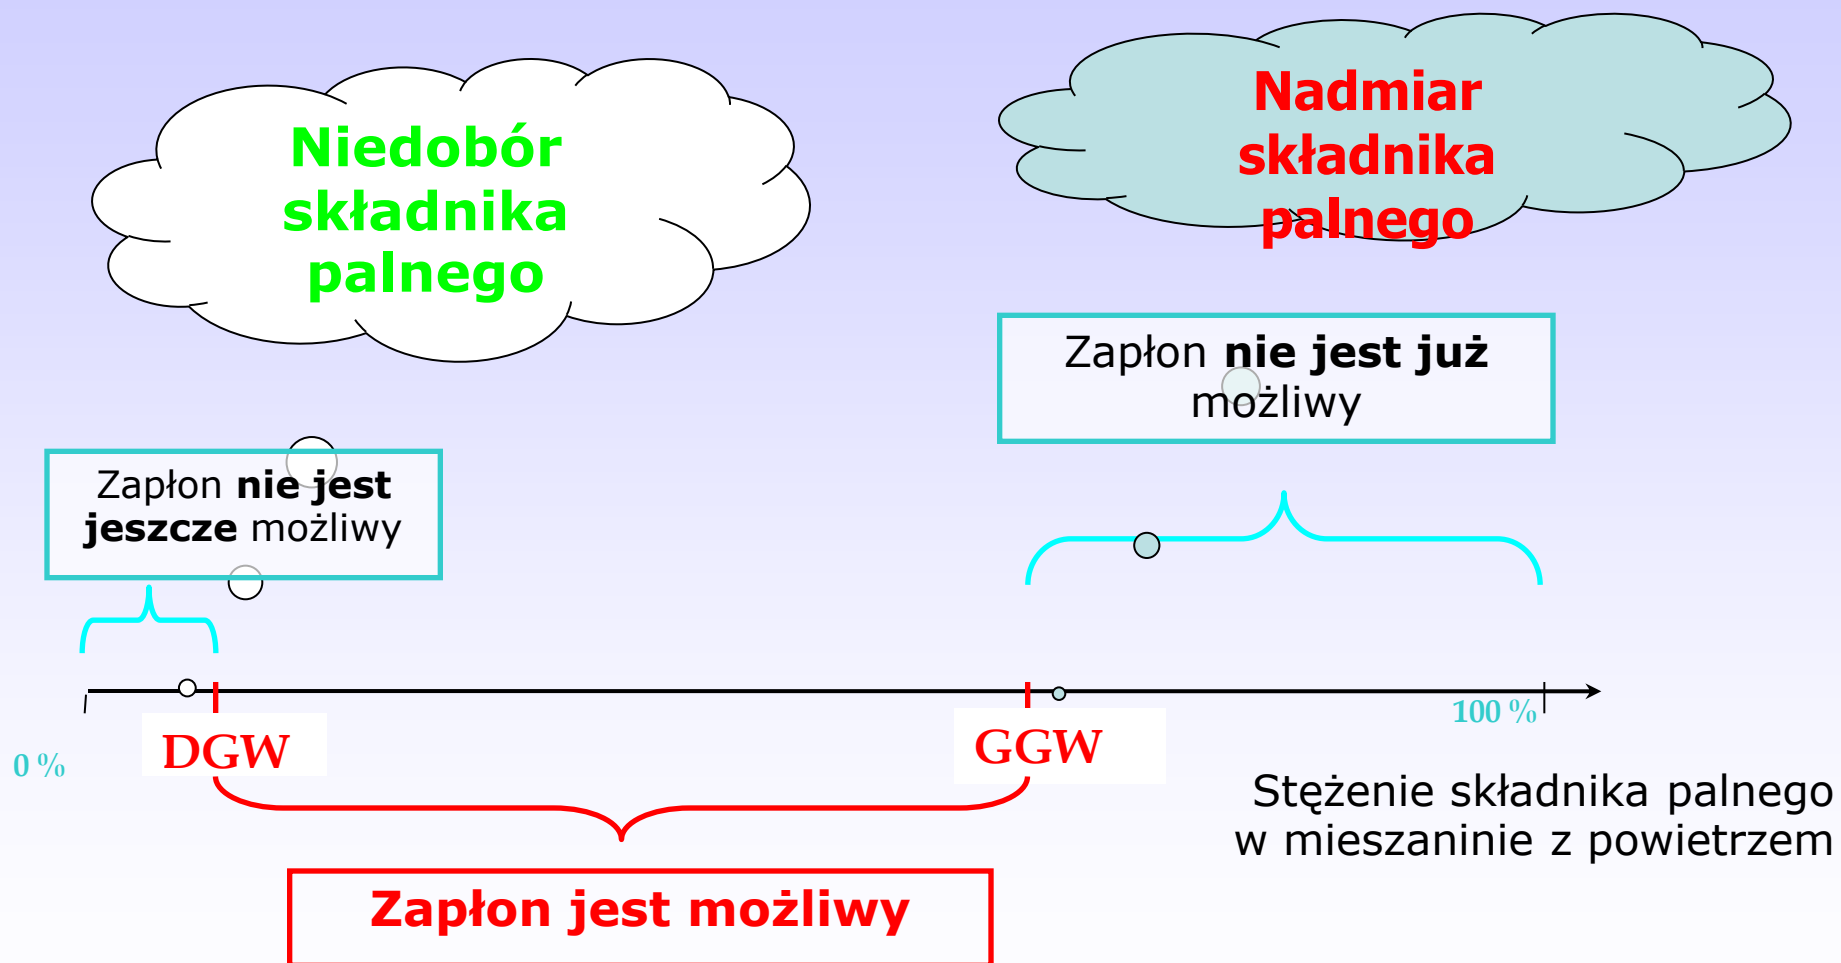 Niedobór
składnika
palnego
Nadmiar
składnika
palnego
Zapłon nie jest już
możliwy
Zapłon nie jest
jeszcze możliwy
0 %
DGW
GGW
100 %
Stężenie składnika palnego
w mieszaninie z powietrzem
Zapłon jest możliwy